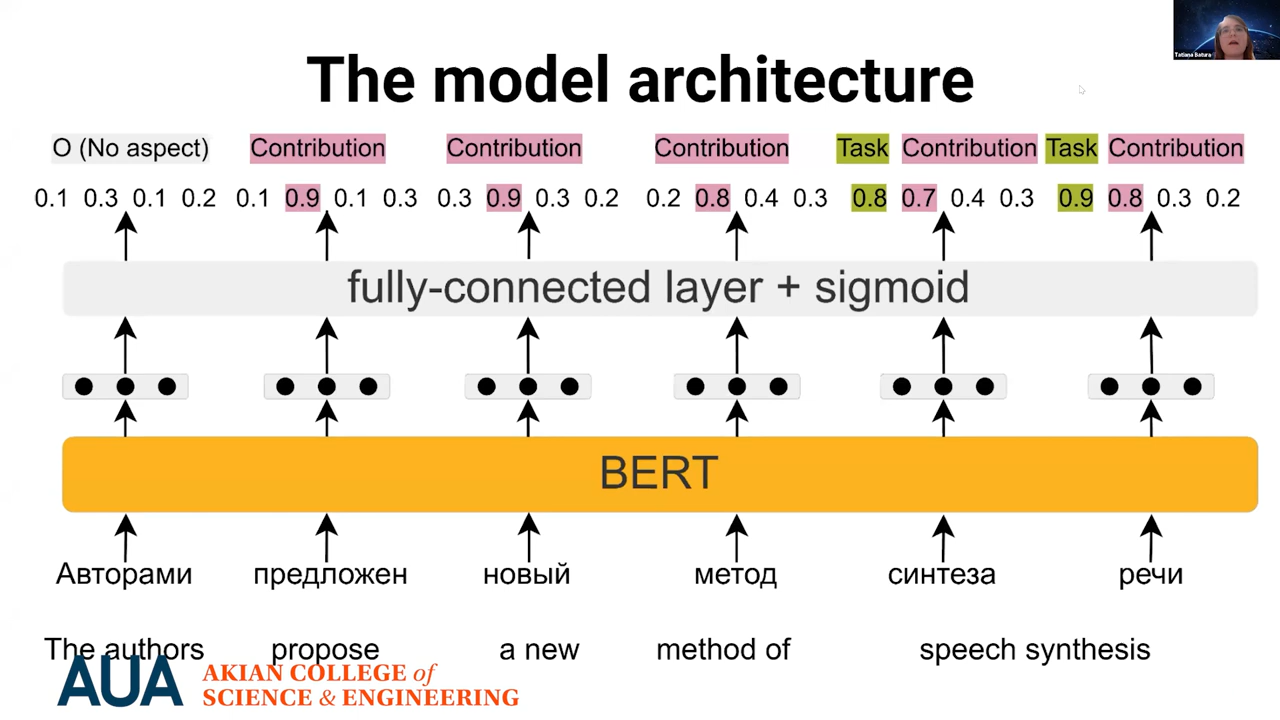 Tatiana Batura
The model architecture
O (No aspect) Contribution Contribution Contribution Task Contribution Task Contribution
0.1 0.3 0.1 0.2 0.1 0.9 0.1 0.3 0.3 0.9 0.3 0.2 0.2 0.8 0.4 0.3 0.8 0.7 0.4 0.3 0.9 0.8 0.3 0.2
fully-connected layer + sigmoid
BERT
Авторами предложен новый метод синтеза речи
The authors propose a new method of speech synthesis
AUA
AKIAN COLLEGE of
SCIENCE & ENGINEERING